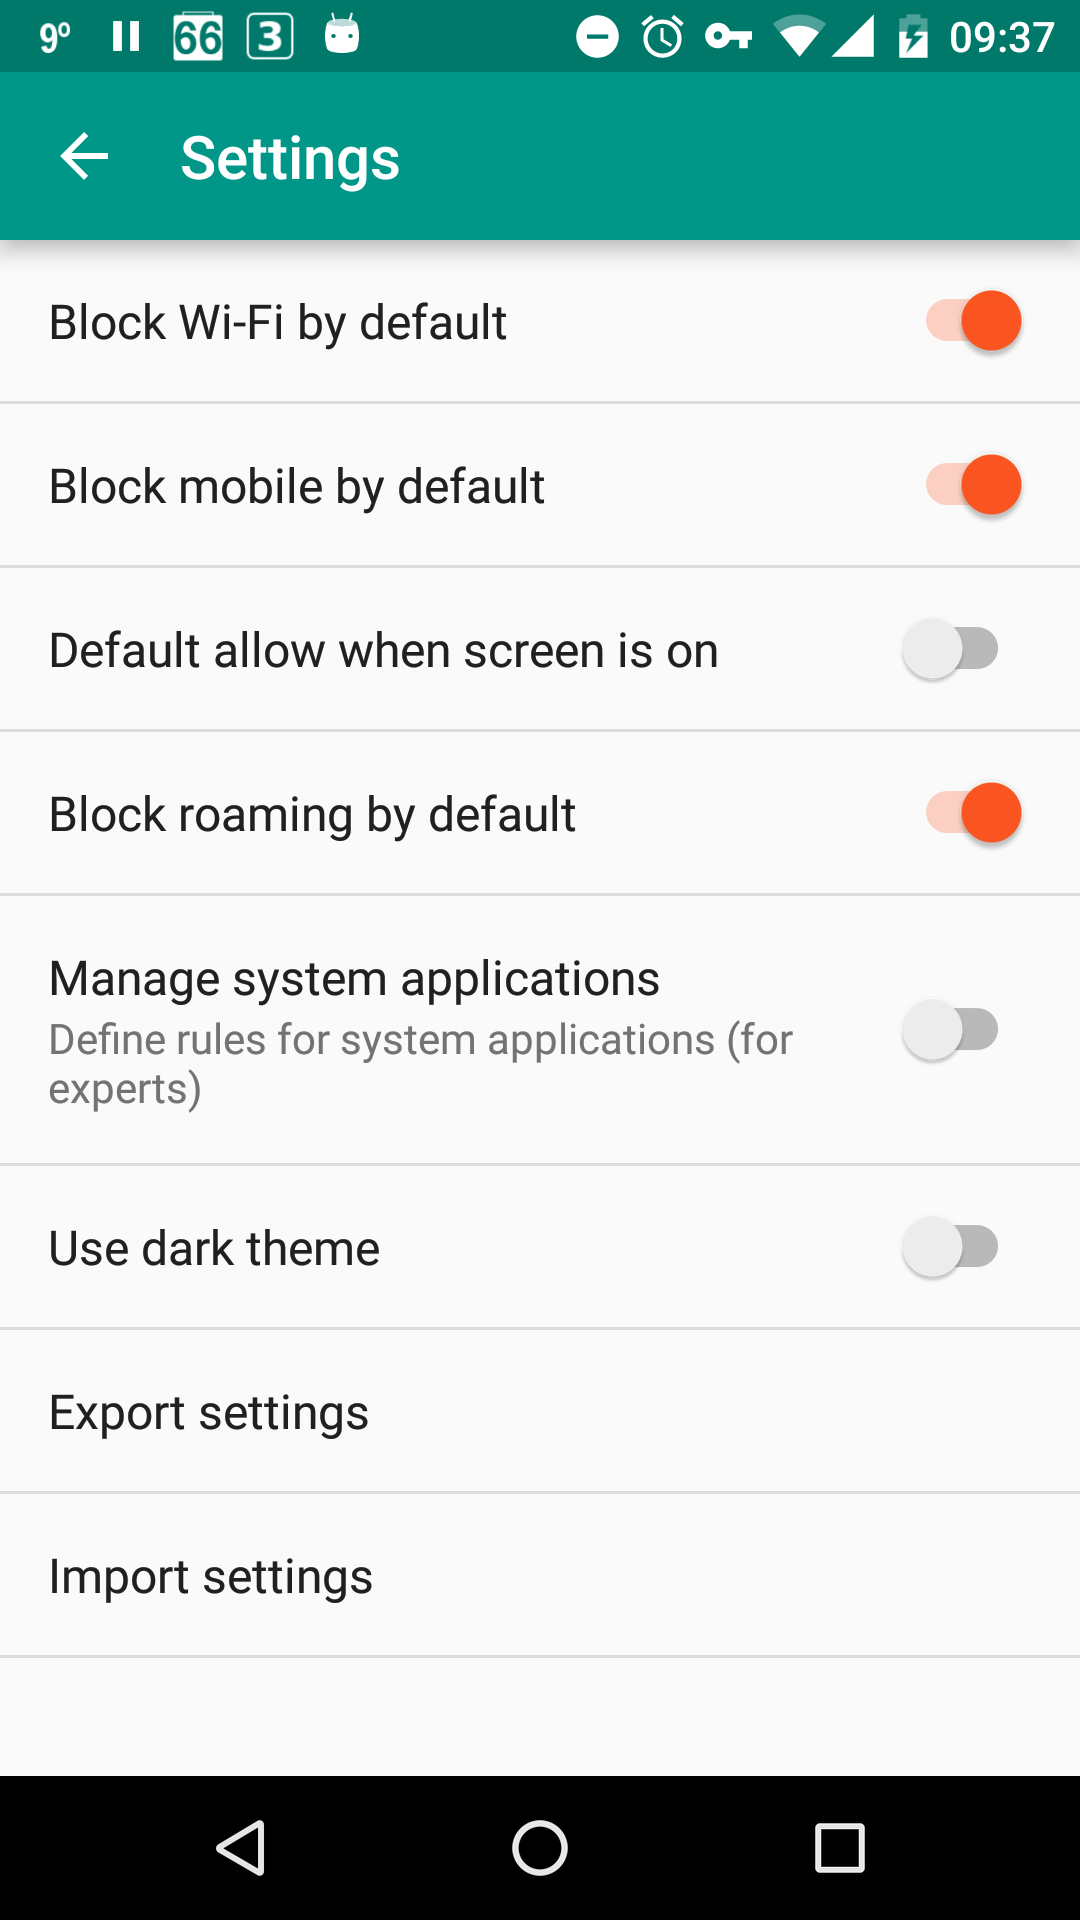 9º 66 3 09:37
Settings
Block Wi-Fi by default
Block mobile by default
Default allow when screen is on
Block roaming by default
Manage system applications
Define rules for system applications (for
experts)
Use dark theme
Export settings
Import settings